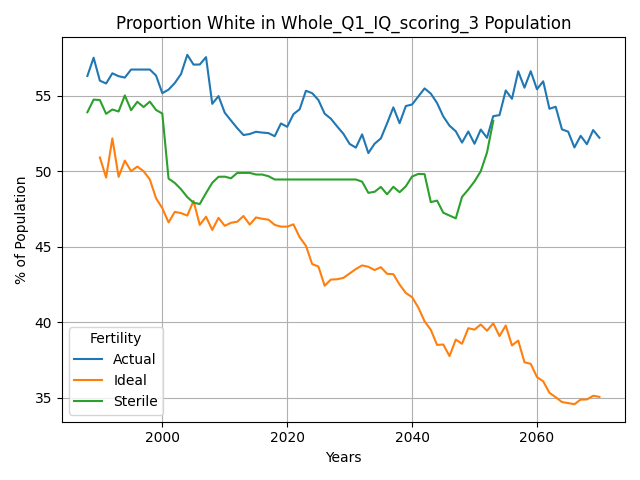 Proportion White in Whole_Q1_IQ_scoring_3 Population
% of Population
55
50
45
40
35
Fertility
Actual
Ideal
Sterile
2000
2020
2040
2060
Years